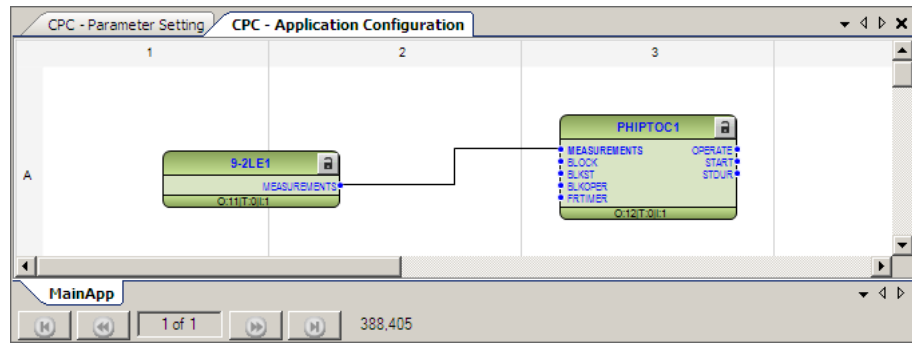 CPC - Parameter Setting CPC - Application Configuration
1 2 3
A
9-2LE1
MEASUREMENTS
O:11|T:0|I:1
PHIPTOC1
MEASUREMENTS OPERATE
BLOCK START
BLKST STDUR
BLKOPER
FRTIMER
O:12|T:0|I:1
MainApp
1 of 1 388,405